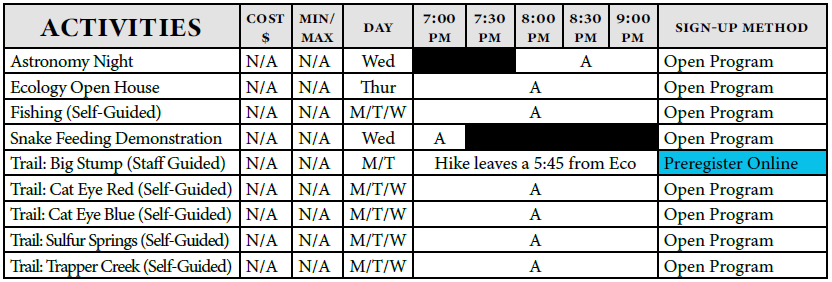 ACTIVITIES COST $ MIN/MAX DAY 7:00 PM 7:30 PM 8:00 PM 8:30 PM 9:00 PM SIGN-UP METHOD
Astronomy Night N/A N/A Wed A Open Program
Ecology Open House N/A N/A Thur A Open Program
Fishing (Self-Guided) N/A N/A M/T/W A Open Program
Snake Feeding Demonstration N/A N/A Wed A Open Program
Trail: Big Stump (Staff Guided) N/A N/A M/T Hike leaves a 5:45 from Eco Preregister Online
Trail: Cat Eye Red (Self-Guided) N/A N/A M/T/W A Open Program
Trail: Cat Eye Blue (Self-Guided) N/A N/A M/T/W A Open Program
Trail: Sulfur Springs (Self-Guided) N/A N/A M/T/W A Open Program
Trail: Trapper Creek (Self-Guided) N/A N/A M/T/W A Open Program